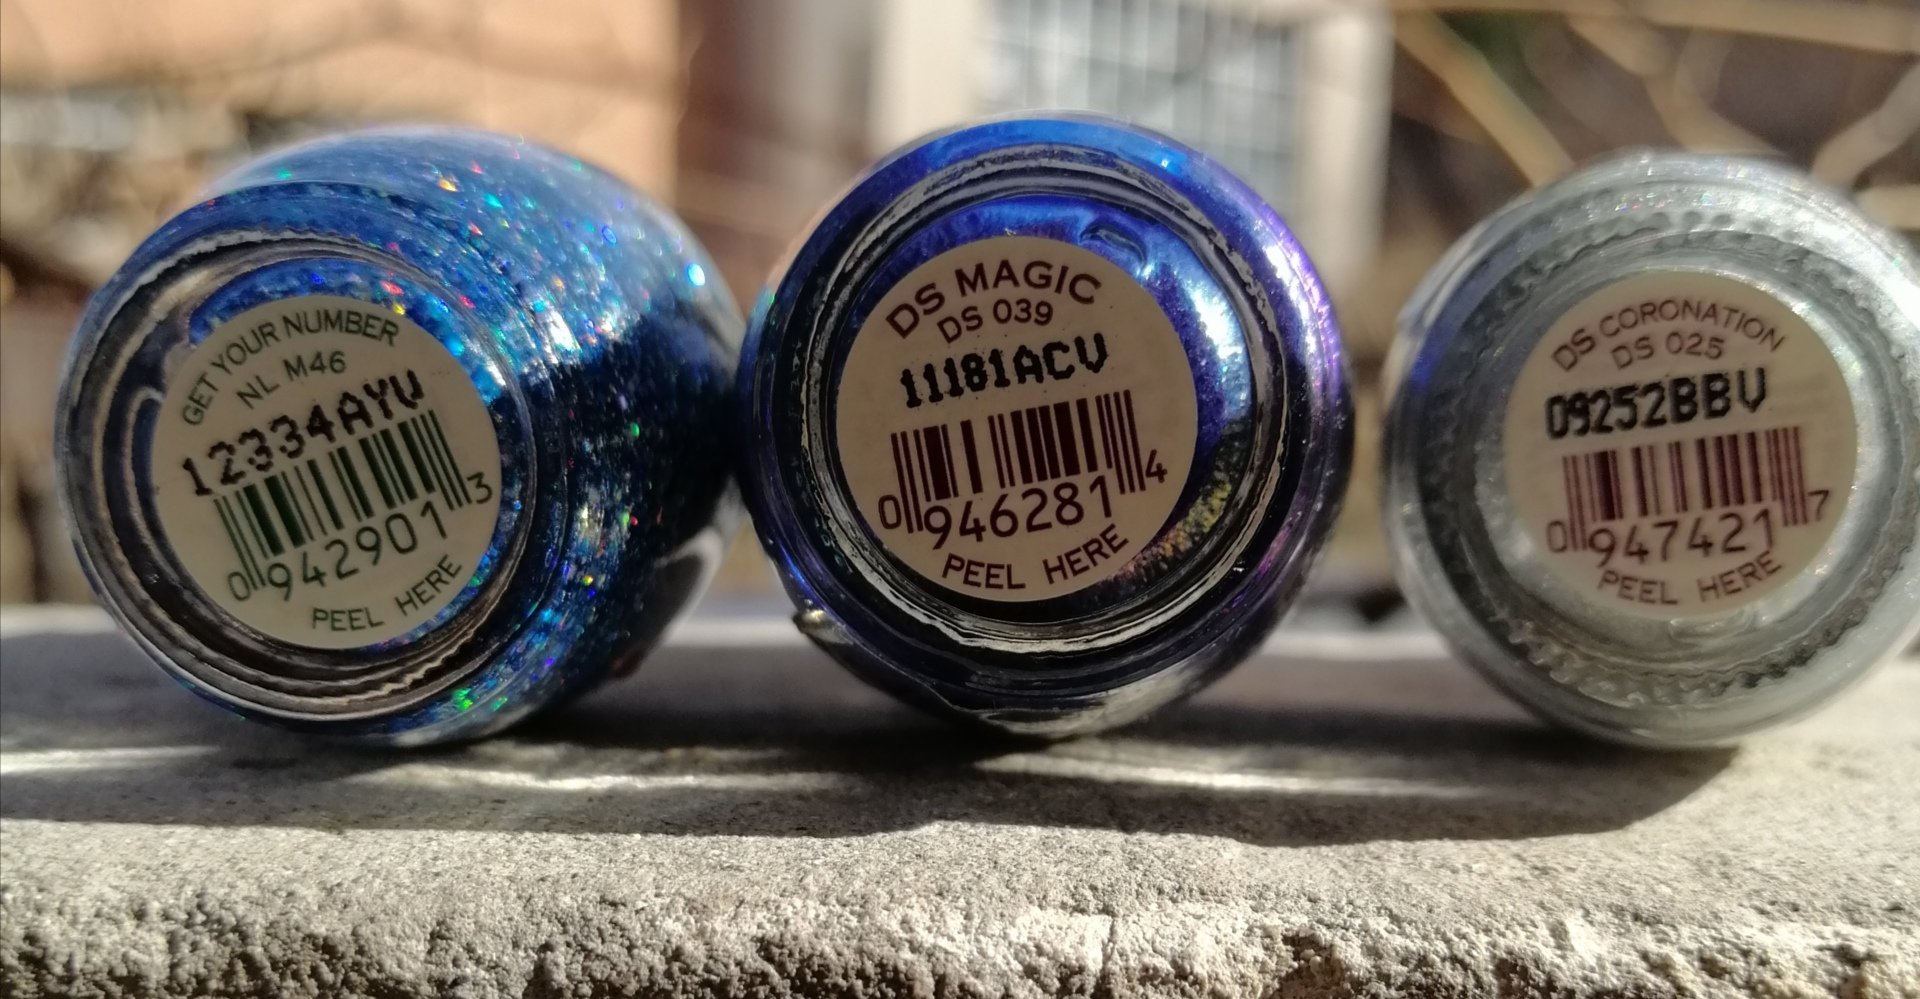 GET YOUR NUMBER
NL M46
12334AYV
0 942901 3
PEEL HERE
DS MAGIC
DS 039
11181ACV
0 946281 4
PEEL HERE
DS CORONATION
DS 025
09252BBV
0 947421 7
PEEL HERE